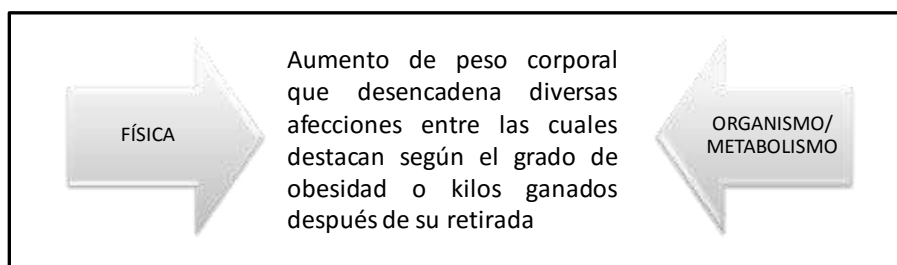 FÍSICA
Aumento de peso corporal
que desencadena diversas
afecciones entre las cuales
destacan según el grado de
obesidad o kilos ganados
después de su retirada
ORGANISMO/
METABOLISMO